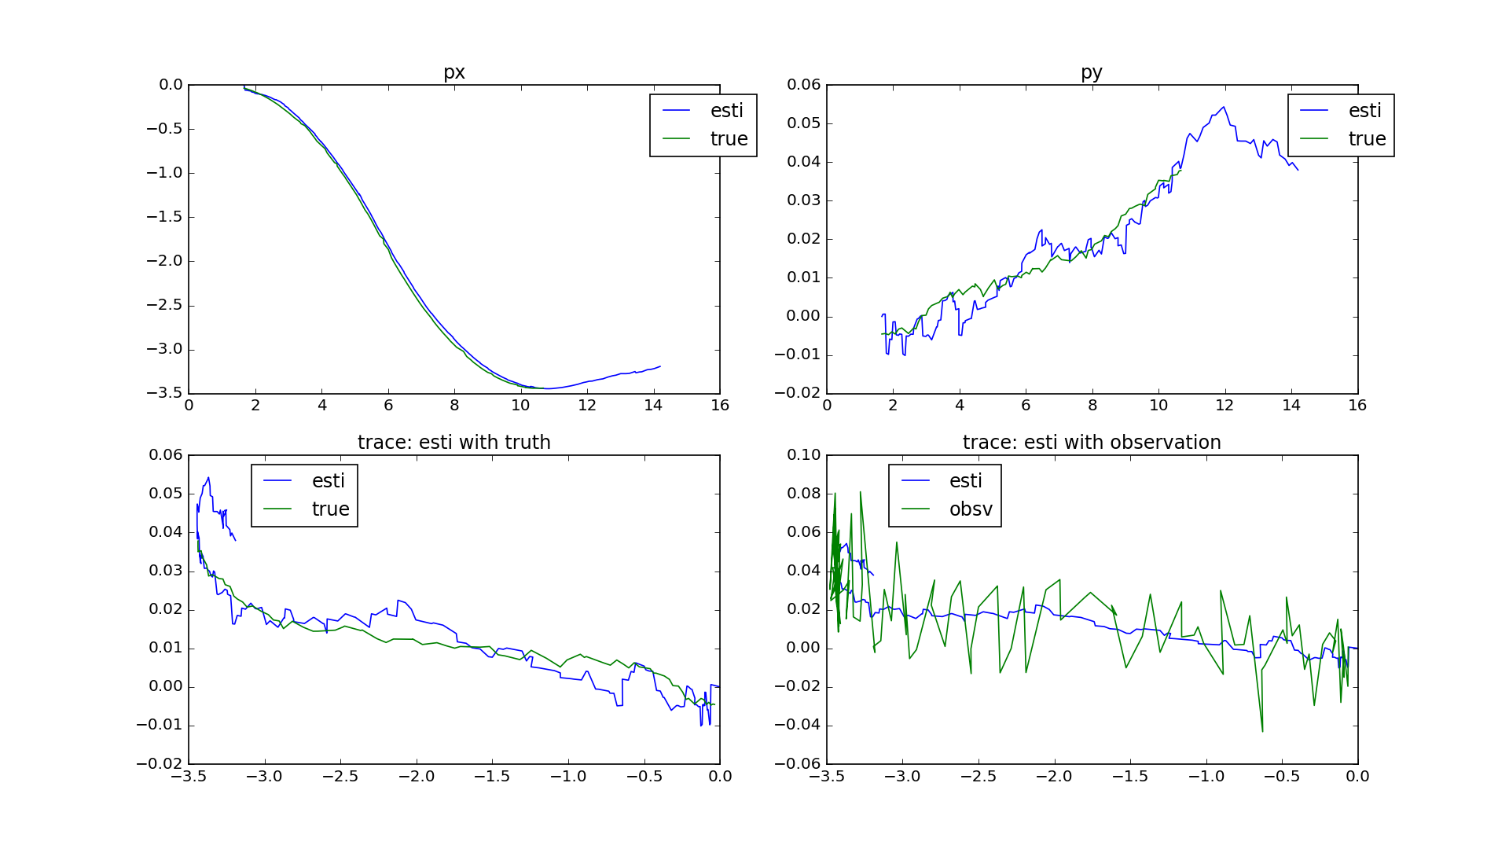 px
0.0
−0.5
−1.0
−1.5
−2.0
−2.5
−3.0
−3.5
0 2 4 6 8 10 12 14 16
esti
true
py
0.06
0.05
0.04
0.03
0.02
0.01
0.00
−0.01
−0.02
0 2 4 6 8 10 12 14 16
esti
true
trace: esti with truth
0.06
0.05
0.04
0.03
0.02
0.01
0.00
−0.01
−0.02
−3.5 −3.0 −2.5 −2.0 −1.5 −1.0 −0.5 0.0
esti
true
trace: esti with observation
0.10
0.08
0.06
0.04
0.02
0.00
−0.02
−0.04
−0.06
−3.5 −3.0 −2.5 −2.0 −1.5 −1.0 −0.5 0.0
esti
obsv